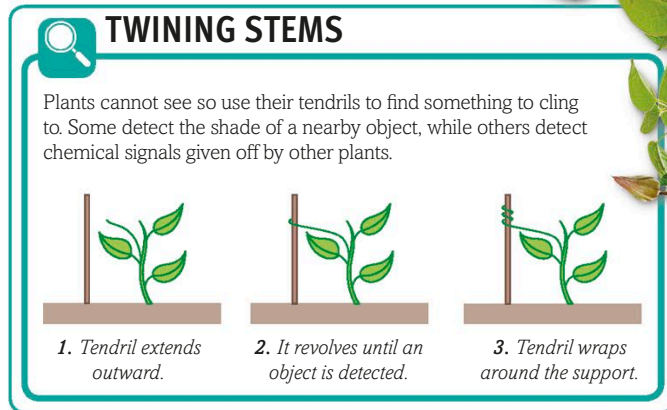 TWINING STEMS
Plants cannot see so use their tendrils to find something to cling
to. Some detect the shade of a nearby object, while others detect
chemical signals given off by other plants.
1. Tendril extends
outward.
2. It revolves until an
object is detected.
3. Tendril wraps
around the support.